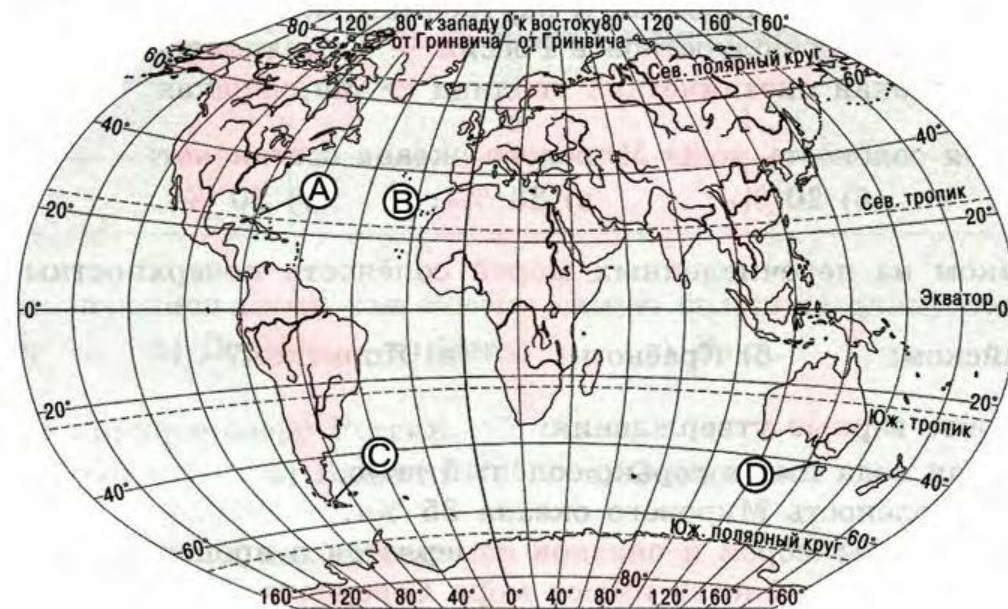 80° 120° 80° к западу 0° к востоку 80° 120° 160° 160°
от Гринвича от Гринвича
60° Сев. полярный круг 60°
40° 40°
A
B
20° Сев. тропик 20°
0° Экватор 0°
20° 20°
Юж. тропик
C
D
40° 40°
60° Юж. полярный круг 60°
80° 80°
160° 120° 80° 40° 0° 40° 80° 120° 160°